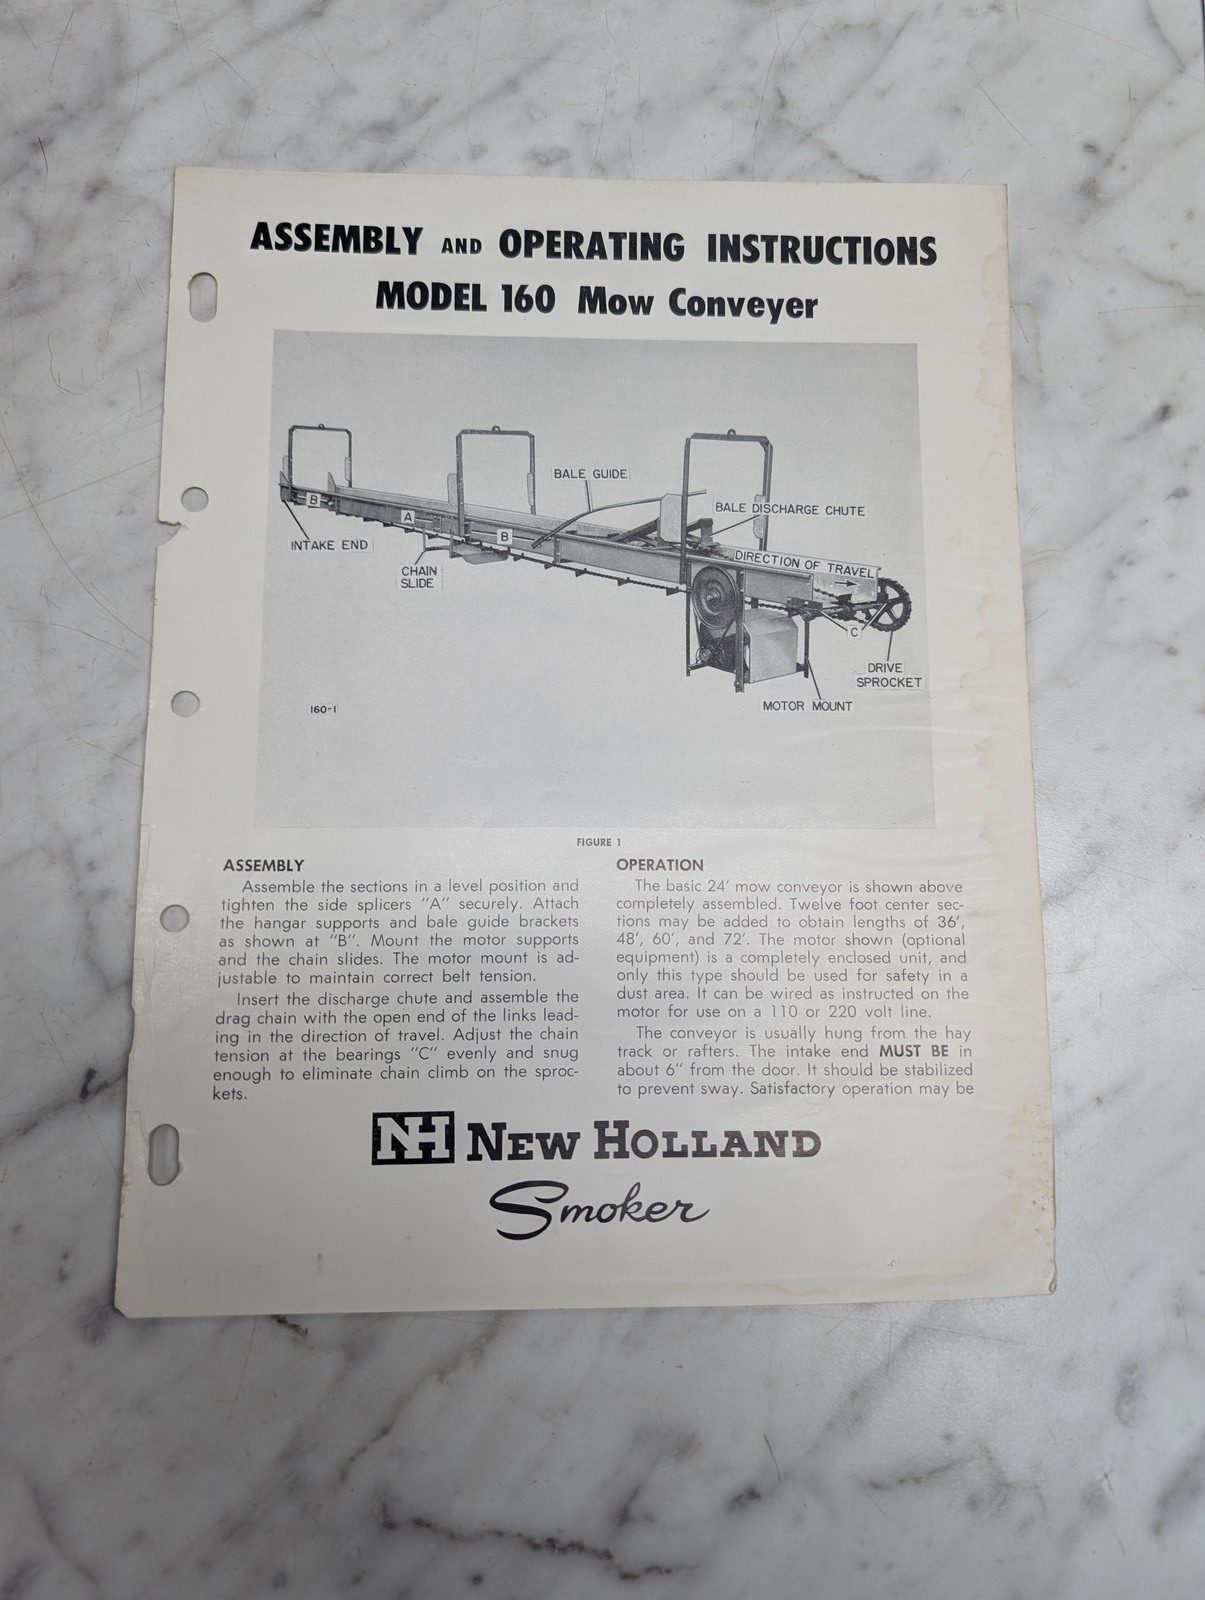 ASSEMBLY AND OPERATING INSTRUCTIONS
MODEL 160 Mow Conveyer
BALE GUIDE
BALE DISCHARGE CHUTE
B
A
B
INTAKE END
CHAIN
SLIDE
DIRECTION OF TRAVEL
C
DRIVE
SPROCKET
MOTOR MOUNT
160-1
FIGURE 1
ASSEMBLY
Assemble the sections in a level position and
tighten the side splicers "A" securely. Attach
the hangar supports and bale guide brackets
as shown at "B". Mount the motor supports
and the chain slides. The motor mount is ad-
justable to maintain correct belt tension.
Insert the discharge chute and assemble the
drag chain with the open end of the links lead-
ing in the direction of travel. Adjust the chain
tension at the bearings "C" evenly and snug
enough to eliminate chain climb on the sproc-
kets.
OPERATION
The basic 24' mow conveyor is shown above
completely assembled. Twelve foot center sec-
tions may be added to obtain lengths of 36',
48', 60', and 72'. The motor shown (optional
equipment) is a completely enclosed unit, and
only this type should be used for safety in a
dust area. It can be wired as instructed on the
motor for use on a 110 or 220 volt line.
The conveyor is usually hung from the hay
track or rafters. The intake end MUST BE in
about 6" from the door. It should be stabilized
to prevent sway. Satisfactory operation may be
NH NEW HOLLAND
Smoker